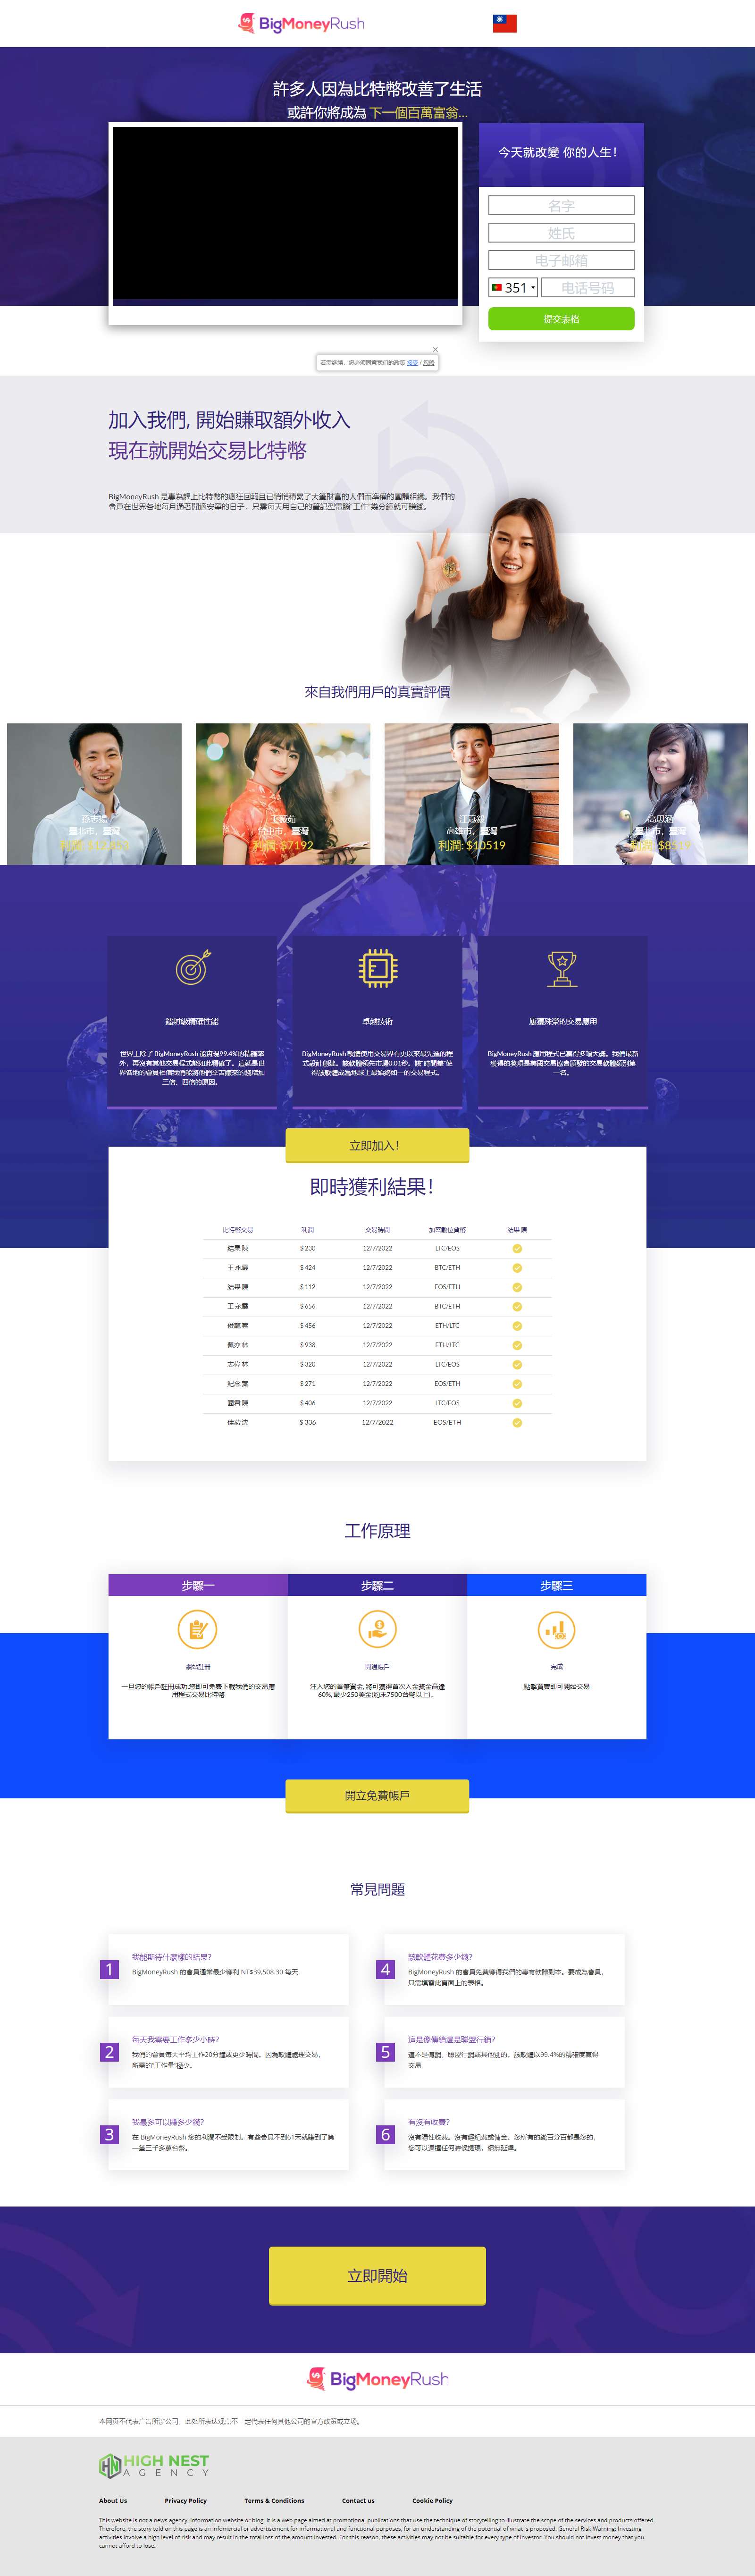 BigMoneyRush
許多人因為比特幣改善了生活
或許你將成為 下一個百萬富翁...
今天就改變 你的人生!
名字
姓氏
电子邮箱
351
电话号码
提交表格
若需继续，您必须同意我们的政策 接受 / 忽略
加入我們, 開始賺取額外收入
現在就開始交易比特幣
BigMoneyRush 是專為趕上比特幣的瘋狂回報且已悄悄積累了大筆財富的人們而準備的團體組織。我們的
會員在世界各地每月過著閒適安寧的日子，只需每天用自己的筆記型電腦"工作"幾分鐘就可賺錢。
來自我們用戶的真實評價
臺北市，臺灣
台中市，臺灣
利潤: $7192
江冠毅
高雄市，臺灣
利潤: $10519
高思涵
鐳射級精確性能
世界上除了 BigMoneyRush 能實現99.4%的精確率
外，再沒有其他交易程式能如此精確了。這就是世
界各地的會員相信我們能將他們辛苦賺來的錢增加
三倍、四倍的原因。
卓越技術
BigMoneyRush 軟體使用交易界有史以來最先進的程
式設計創建。該軟體領先市場0.01秒。該"時間差"使
得該軟體成為地球上最始終如一的交易程式。
屢獲殊榮的交易應用
BigMoneyRush 應用程式已贏得多項大獎。我們最新
獲得的獎項是美國交易協會頒發的交易軟體類別第
一名。
立即加入!
即時獲利結果!
比特幣交易 利潤 交易時間 加密數位貨幣 結果 陳
結果 陳 $ 230 12/7/2022 LTC/EOS
王 永霖 $ 424 12/7/2022 BTC/ETH
結果 陳 $ 112 12/7/2022 EOS/ETH
王 永霖 $ 656 12/7/2022 BTC/ETH
俊龍 蔡 $ 456 12/7/2022 ETH/LTC
佩亦 林 $ 938 12/7/2022 ETH/LTC
志偉 林 $ 320 12/7/2022 LTC/EOS
紀念 葉 $ 271 12/7/2022 EOS/ETH
國君 陳 $ 406 12/7/2022 LTC/EOS
佳燕 沈 $ 336 12/7/2022 EOS/ETH
工作原理
步驟一
網站註冊
一旦您的帳戶註冊成功,您即可免費下載我們的交易應
用程式交易比特幣
步驟二
開通帳戶
注入您的首筆資金, 將可獲得首次入金獎金高達
60%, 最少250美金(約末7500台幣以上)。
步驟三
完成
點擊買賣即可開始交易
開立免費帳戶
常見問題
1
我能期待什麼樣的結果?
BigMoneyRush 的會員通常最少獲利 NT$39,508.30 每天.
2
每天我需要工作多少小時?
我們的會員每天平均工作20分鐘或更少時間。因為軟體處理交易，
所需的"工作量"極少。
3
我最多可以賺多少錢?
在 BigMoneyRush 您的利潤不受限制。有些會員不到61天就賺到了第
一筆三千多萬台幣。
4
該軟體花費多少錢?
BigMoneyRush 的會員免費獲得我們的專有軟體副本。要成為會員，
只需填寫此頁面上的表格。
5
這是像傳銷還是聯盟行銷?
這不是傳銷、聯盟行銷或其他別的。該軟體以99.4%的精確度贏得
交易
6
有沒有收費?
沒有隱性收費。沒有經紀費或傭金。您所有的錢百分百都是您的，
您可以選擇任何時候提現，絕無延遲。
立即開始
BigMoneyRush
本网页不代表广告所涉公司，此处所表达观点不一定代表任何其他公司的官方政策或立场。
HIGH NEST
AGENCY
About Us Privacy Policy Terms & Conditions Contact us Cookie Policy
This website is not a news agency, information website or blog. It is a web page aimed at promotional publications that use the technique of storytelling to illustrate the scope of the services and products offered.
Therefore, the story told on this page is an infomercial or advertisement for informational and functional purposes, for an understanding of the potential of what is proposed. General Risk Warning: Investing
activities involve a high level of risk and may result in the total loss of the amount invested. For this reason, these activities may not be suitable for every type of investor. You should not invest money that you
cannot afford to lose.